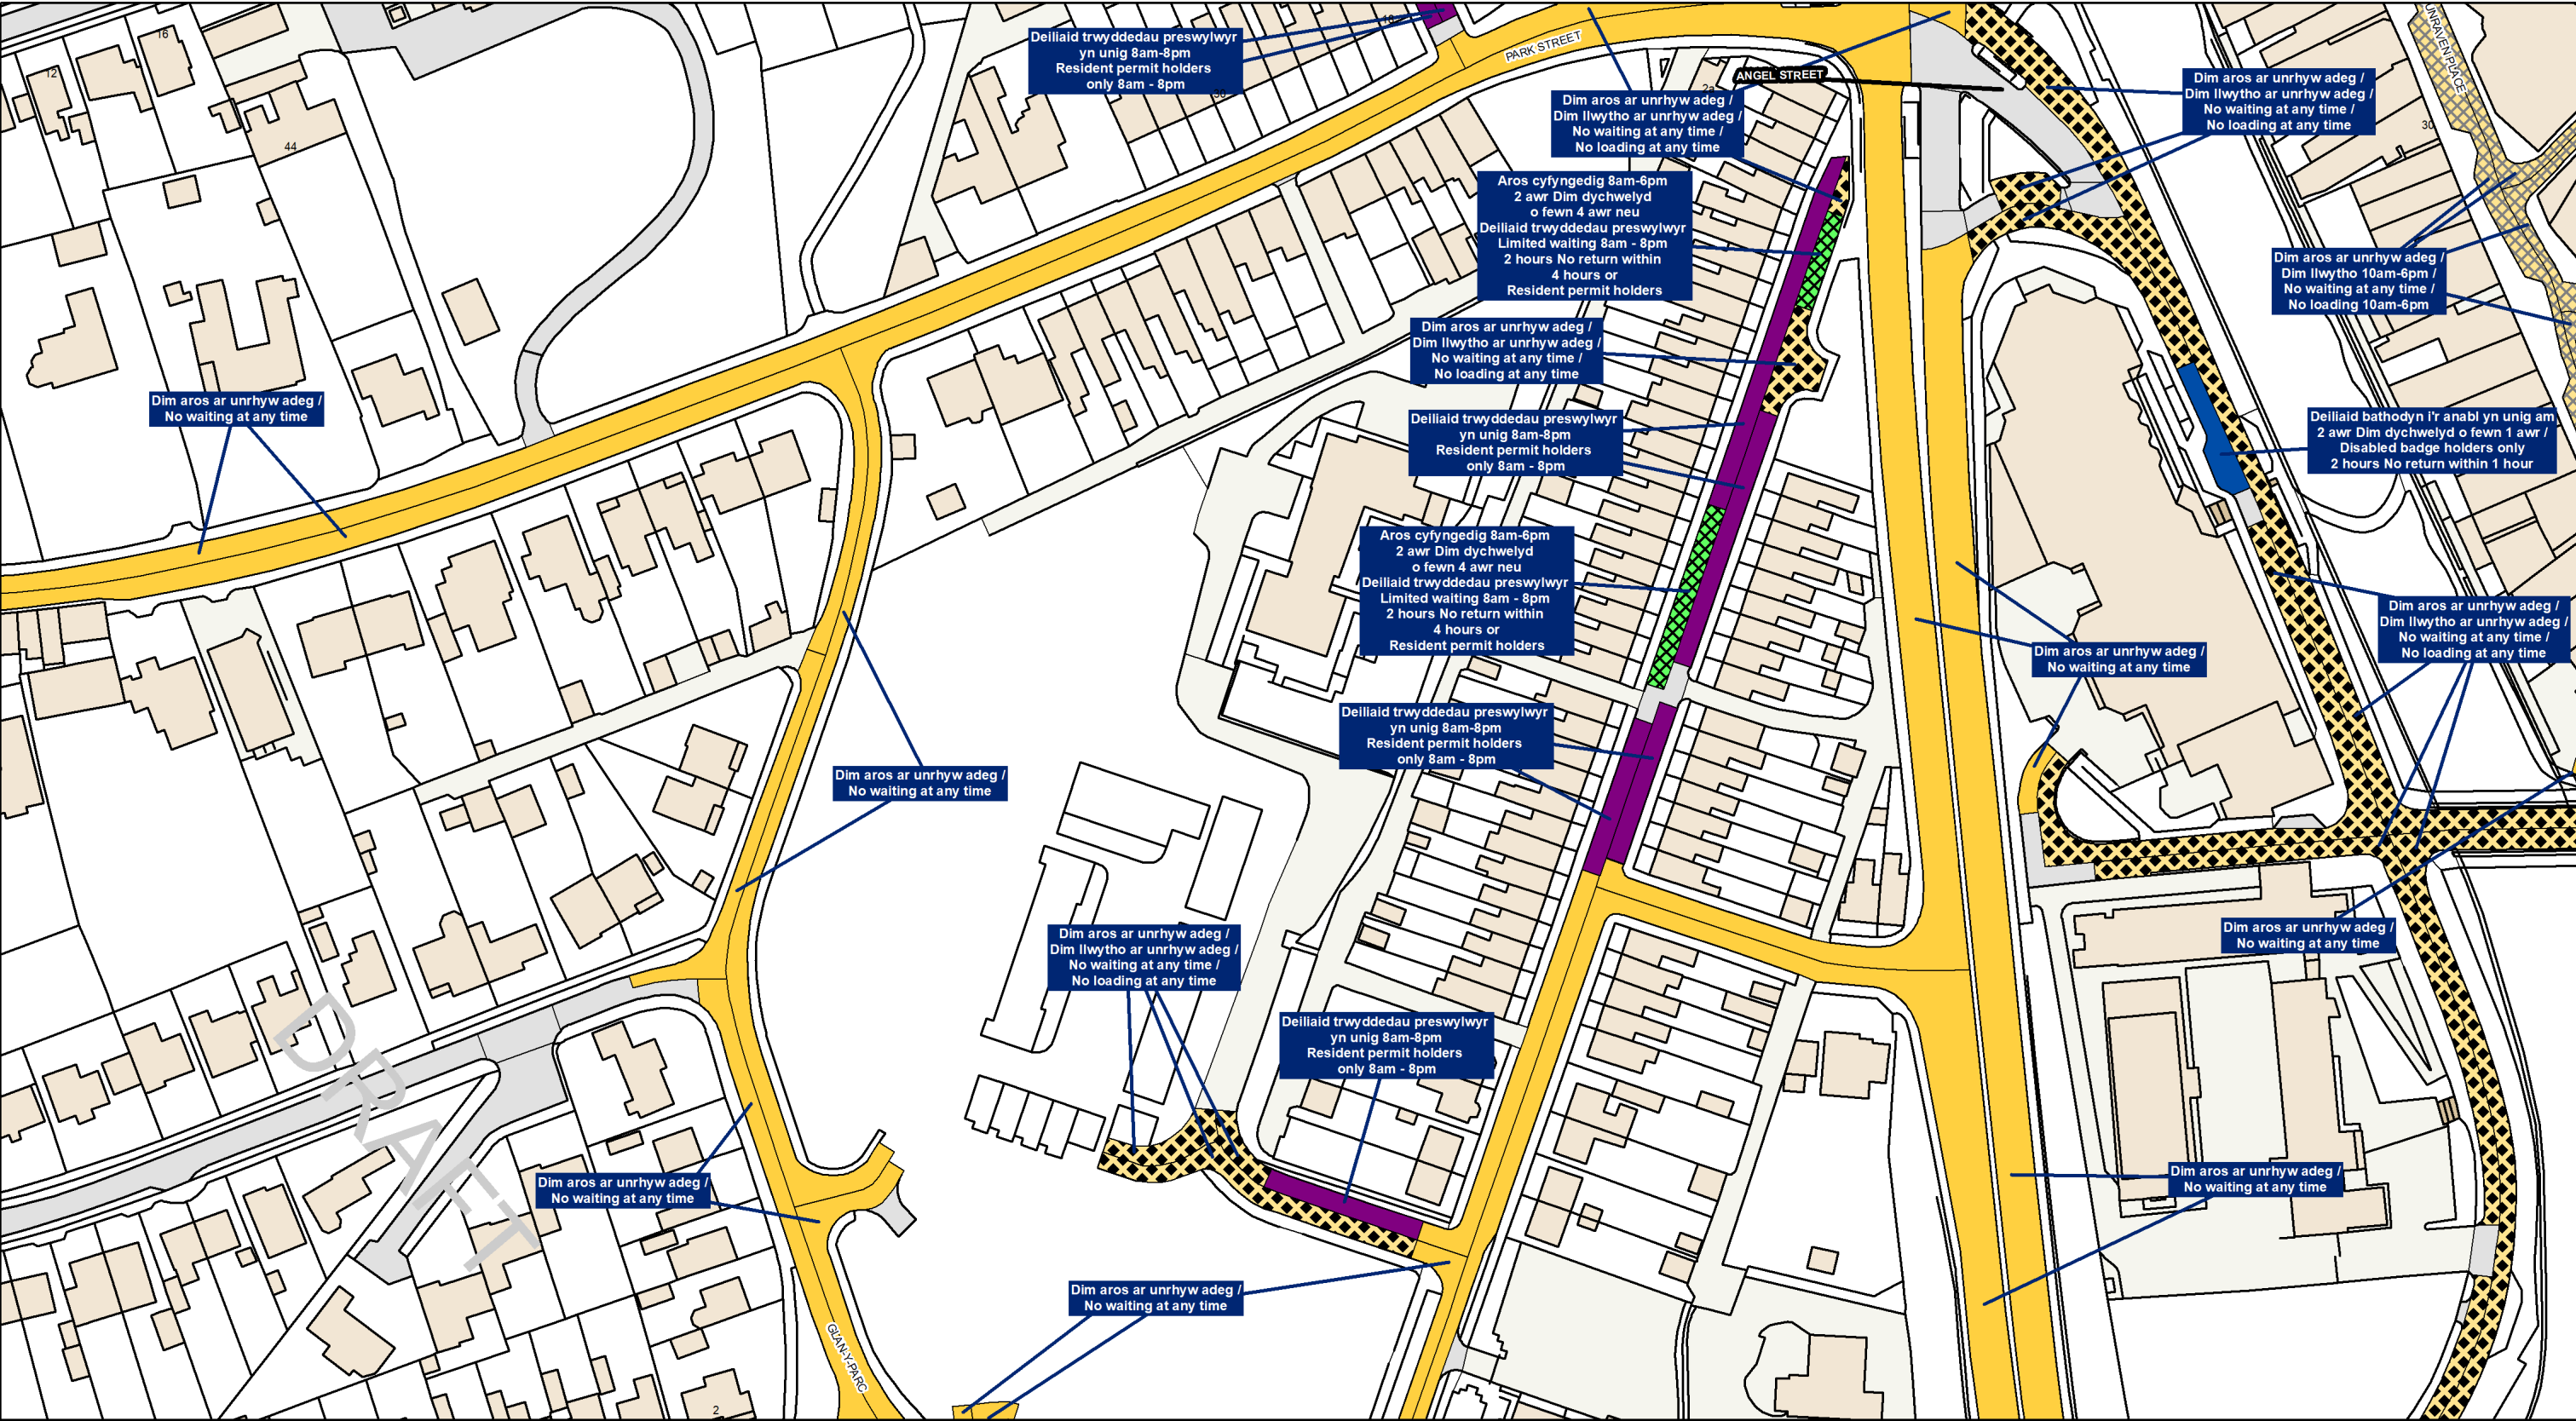 16
12
44
Deiliaid trwyddedau preswylwyr
yn unig 8am-8pm
Resident permit holders
only 8am - 8pm
30
PARK STREET
2a
ANGEL STREET
Dim aros ar unrhyw adeg /
Dim llwytho ar unrhyw adeg /
No waiting at any time /
No loading at any time
Dim aros ar unrhyw adeg /
Dim llwytho ar unrhyw adeg /
No waiting at any time /
No loading at any time
UNRAVEN PLACE
30
Aros cyfyngedig 8am-6pm
2 awr Dim dychwelyd
o fewn 4 awr neu
Deiliaid trwyddedau preswylwyr
Limited waiting 8am - 8pm
2 hours No return within
4 hours or
Resident permit holders
Dim aros ar unrhyw adeg /
Dim llwytho 10am-6pm /
No waiting at any time /
No loading 10am-6pm
Dim aros ar unrhyw adeg /
Dim llwytho ar unrhyw adeg /
No waiting at any time /
No loading at any time
Dim aros ar unrhyw adeg /
No waiting at any time
Deiliaid trwyddedau preswylwyr
yn unig 8am-8pm
Resident permit holders
only 8am - 8pm
Deiliaid bathodyn i'r anabl yn unig am
2 awr Dim dychwelyd o fewn 1 awr /
Disabled badge holders only
2 hours No return within 1 hour
Aros cyfyngedig 8am-6pm
2 awr Dim dychwelyd
o fewn 4 awr neu
Deiliaid trwyddedau preswylwyr
Limited waiting 8am - 8pm
2 hours No return within
4 hours or
Resident permit holders
Dim aros ar unrhyw adeg /
Dim llwytho ar unrhyw adeg /
No waiting at any time /
No loading at any time
Dim aros ar unrhyw adeg /
No waiting at any time
Deiliaid trwyddedau preswylwyr
yn unig 8am-8pm
Resident permit holders
only 8am - 8pm
Dim aros ar unrhyw adeg /
No waiting at any time
Dim aros ar unrhyw adeg /
No waiting at any time
Dim aros ar unrhyw adeg /
Dim llwytho ar unrhyw adeg /
No waiting at any time /
No loading at any time
Deiliaid trwyddedau preswylwyr
yn unig 8am-8pm
Resident permit holders
only 8am - 8pm
DRAFT
Dim aros ar unrhyw adeg /
No waiting at any time
Dim aros ar unrhyw adeg /
No waiting at any time
Dim aros ar unrhyw adeg /
No waiting at any time
GLAN-Y-PARC
2